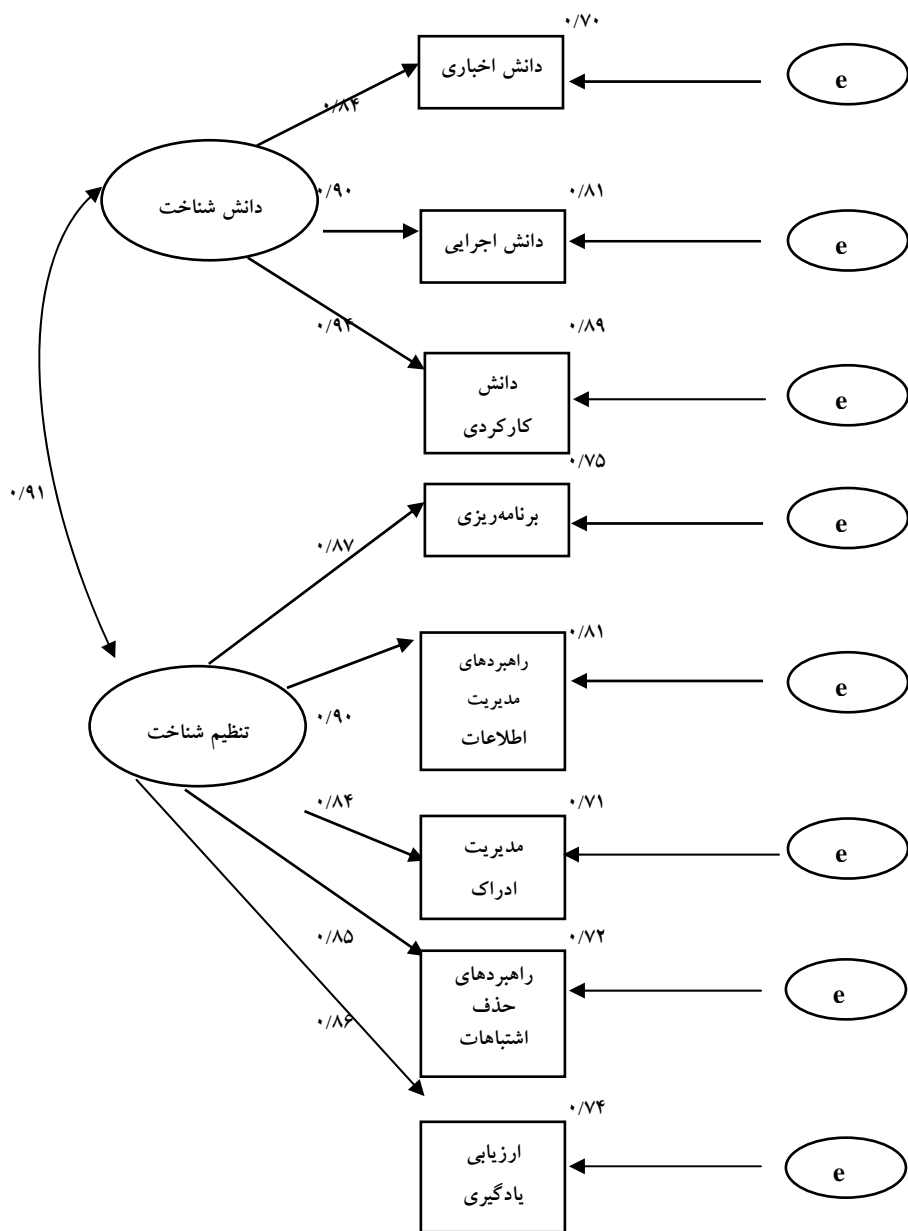 ۰/۷۰
دانش اخباری
e
۰/۸۴
۰/۹۰
۰/۸۱
دانش شناخت
دانش اجرایی
e
۰/۹۴
۰/۸۹
دانش
کارکردی
e
۰/۹۱
۰/۷۵
برنامه‌ریزی
e
۰/۸۷
۰/۸۱
راهبردهای
مدیریت
اطلاعات
e
تنظیم شناخت
۰/۹۰
۰/۸۴
۰/۷۱
مدیریت
ادراک
e
۰/۸۵
۰/۷۲
راهبردهای
حذف
اشتباهات
e
۰/۸۶
۰/۷۴
ارزیابی
یادگیری
e